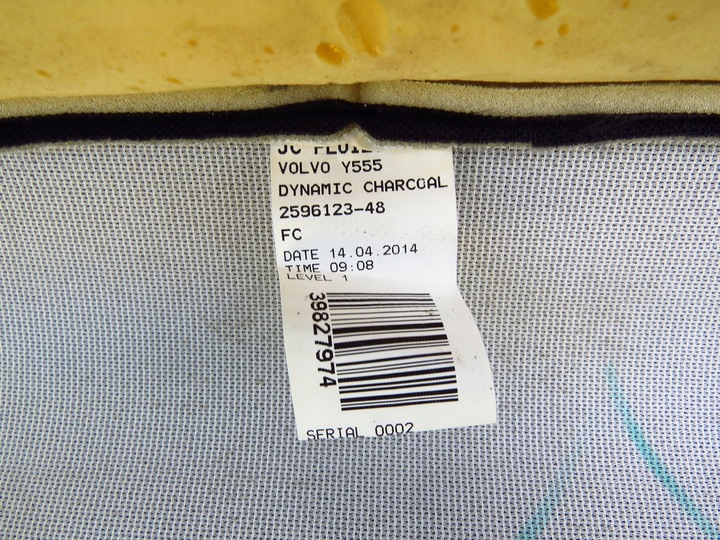 VOLVO Y555
DYNAMIC CHARCOAL
2596123-48
FC
DATE 14.04.2014
TIME 09:08
LEVEL 1
39827974
SERIAL 0002